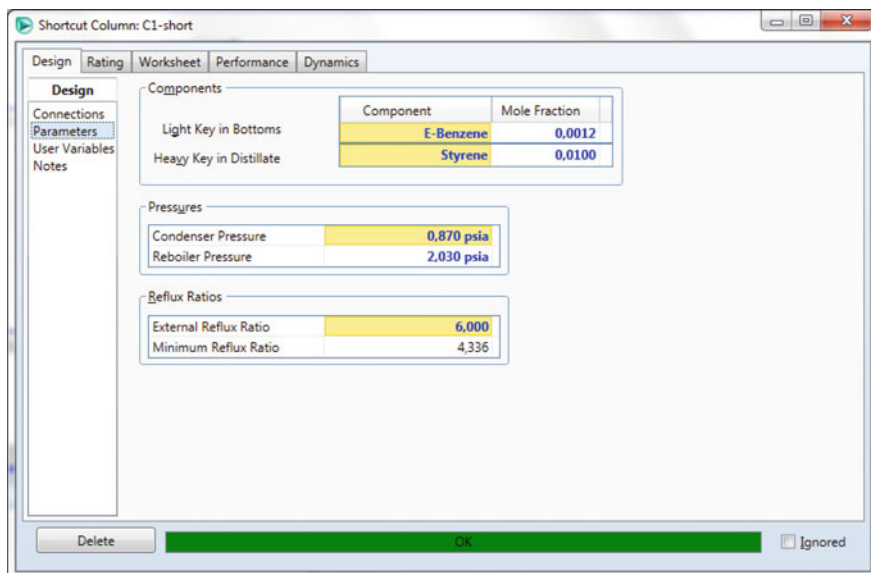 Shortcut Column: C1-short
Design Rating Worksheet Performance Dynamics
Design
Connections
Parameters
User Variables
Notes
Components
Component Mole Fraction
Light Key in Bottoms E-Benzene 0,0012
Heavy Key in Distillate Styrene 0,0100
Pressures
Condenser Pressure 0,870 psia
Reboiler Pressure 2,030 psia
Reflux Ratios
External Reflux Ratio 6,000
Minimum Reflux Ratio 4,336
Delete OK Ignored